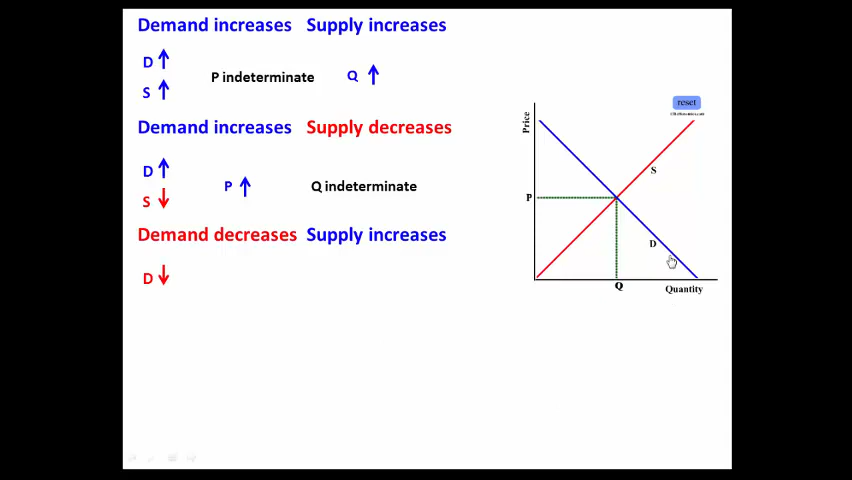 Demand increases Supply increases
D ↑
P indeterminate Q ↑
S ↑
Demand increases Supply decreases
D ↑
P ↑ Q indeterminate
S ↓
Demand decreases Supply increases
D ↓
reset
Price
S
P
D
Q
Quantity